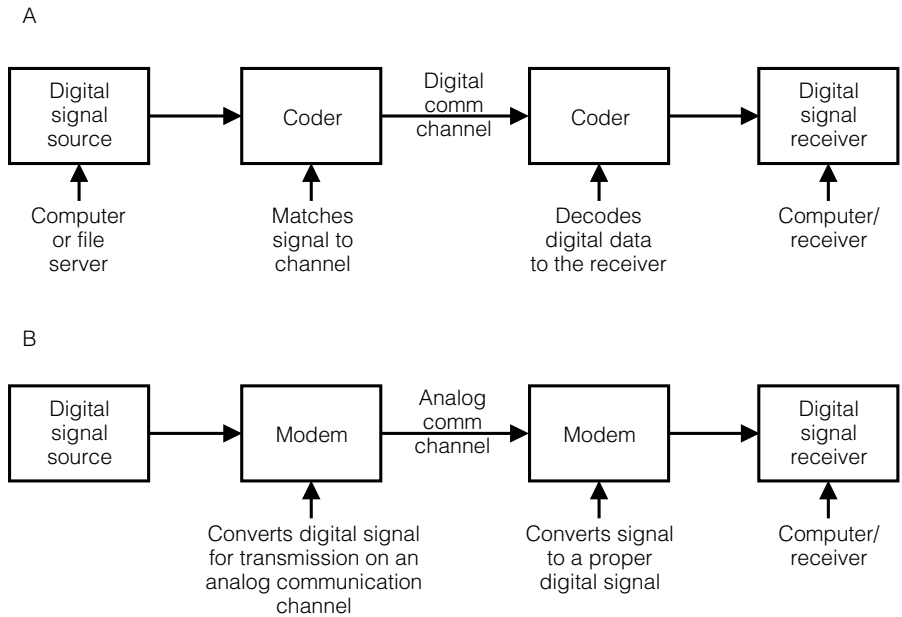 A
Digital
signal
source
Coder
Digital
comm
channel
Coder
Digital
signal
receiver
Computer
or file
server
Matches
signal to
channel
Decodes
digital data
to the receiver
Computer/
receiver
B
Digital
signal
source
Modem
Analog
comm
channel
Modem
Digital
signal
receiver
Converts digital signal
for transmission on an
analog communication
channel
Converts signal
to a proper
digital signal
Computer/
receiver